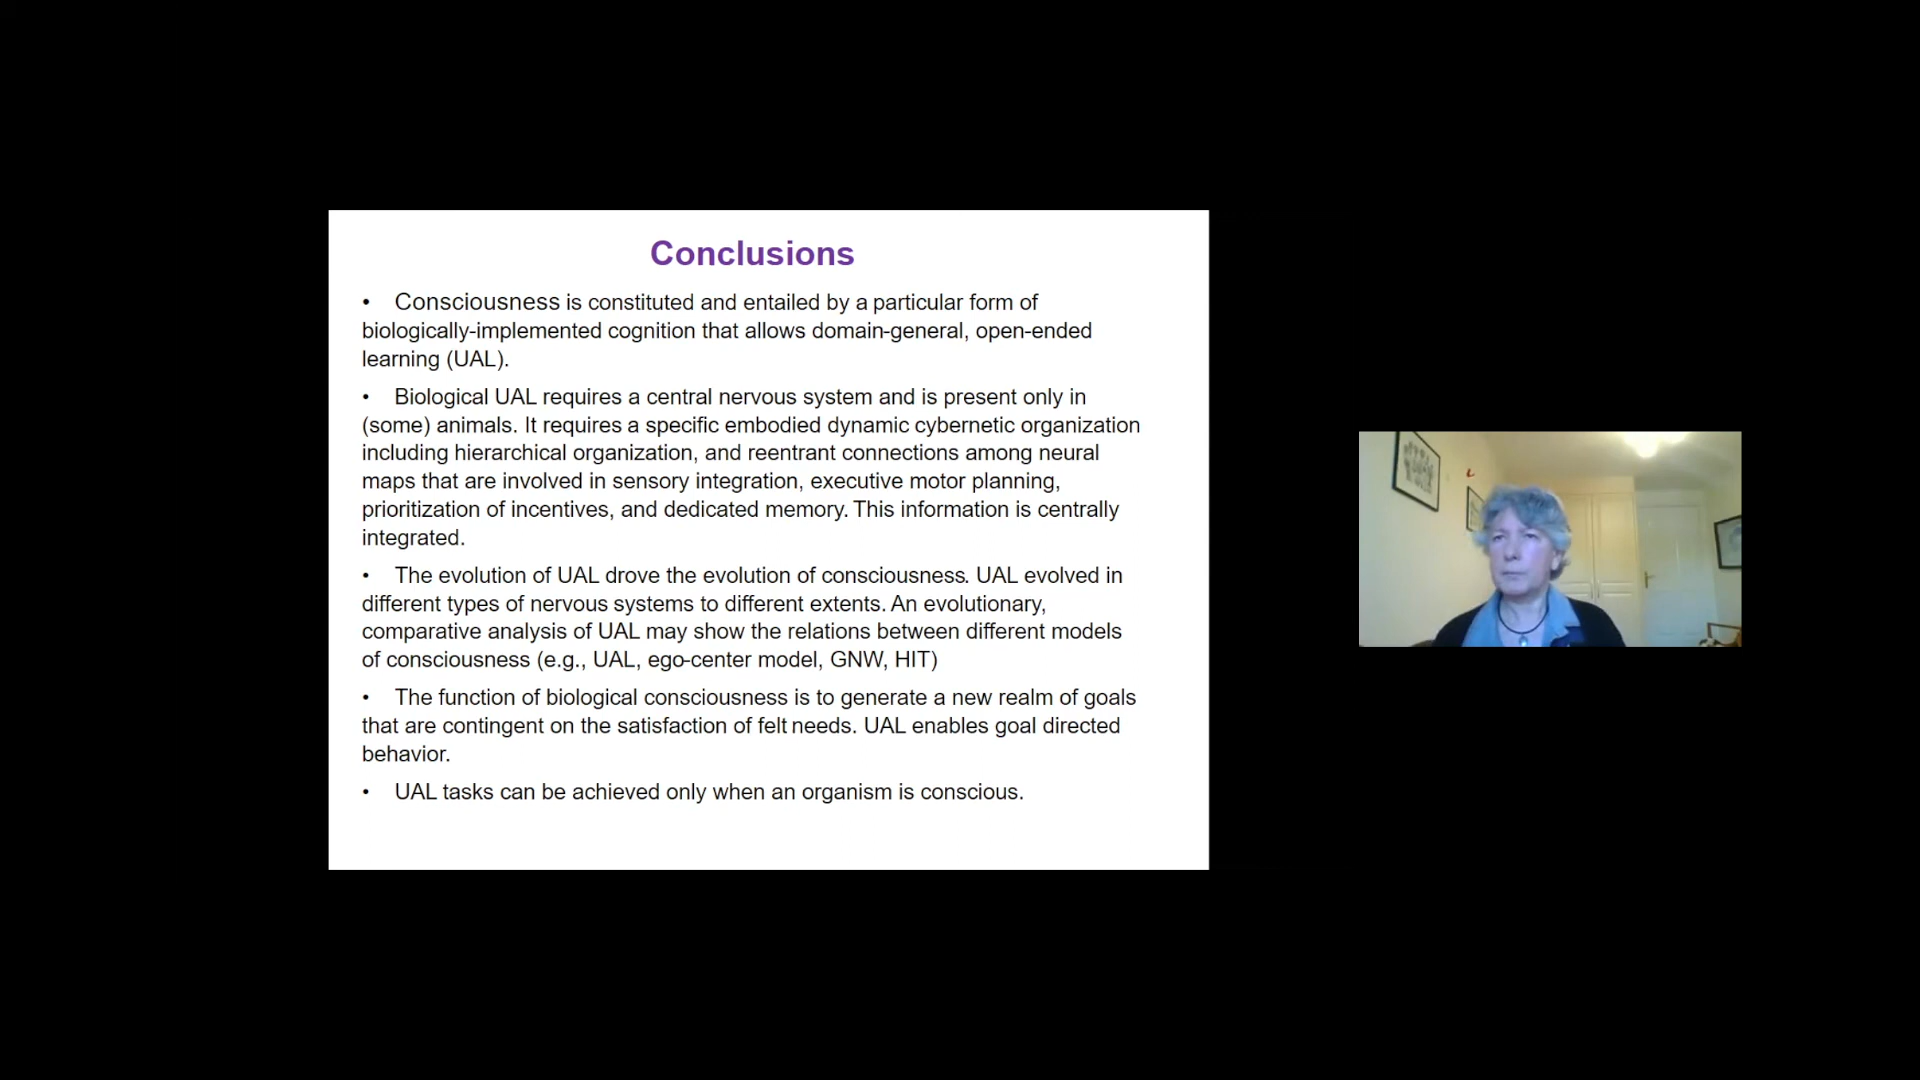 Conclusions
• Consciousness is constituted and entailed by a particular form of
biologically-implemented cognition that allows domain-general, open-ended
learning (UAL).
• Biological UAL requires a central nervous system and is present only in
(some) animals. It requires a specific embodied dynamic cybernetic organization
including hierarchical organization, and reentrant connections among neural
maps that are involved in sensory integration, executive motor planning,
prioritization of incentives, and dedicated memory. This information is centrally
integrated.
• The evolution of UAL drove the evolution of consciousness. UAL evolved in
different types of nervous systems to different extents. An evolutionary,
comparative analysis of UAL may show the relations between different models
of consciousness (e.g., UAL, ego-center model, GNW, HIT)
• The function of biological consciousness is to generate a new realm of goals
that are contingent on the satisfaction of felt needs. UAL enables goal directed
behavior.
• UAL tasks can be achieved only when an organism is conscious.